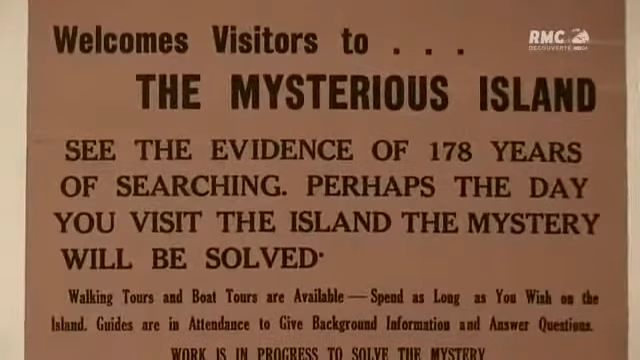 Welcomes Visitors to . . .
RMC
DECOUVERTE
THE MYSTERIOUS ISLAND
SEE THE EVIDENCE OF 178 YEARS
OF SEARCHING. PERHAPS THE DAY
YOU VISIT THE ISLAND THE MYSTERY
WILL BE SOLVED.
Walking Tours and Boat Tours are Available — Spend as Long as You Wish on the
Island. Guides are in Attendance to Give Background Information and Answer Questions.
WORK IS IN PROGRESS TO SOLVE THE MYSTERY